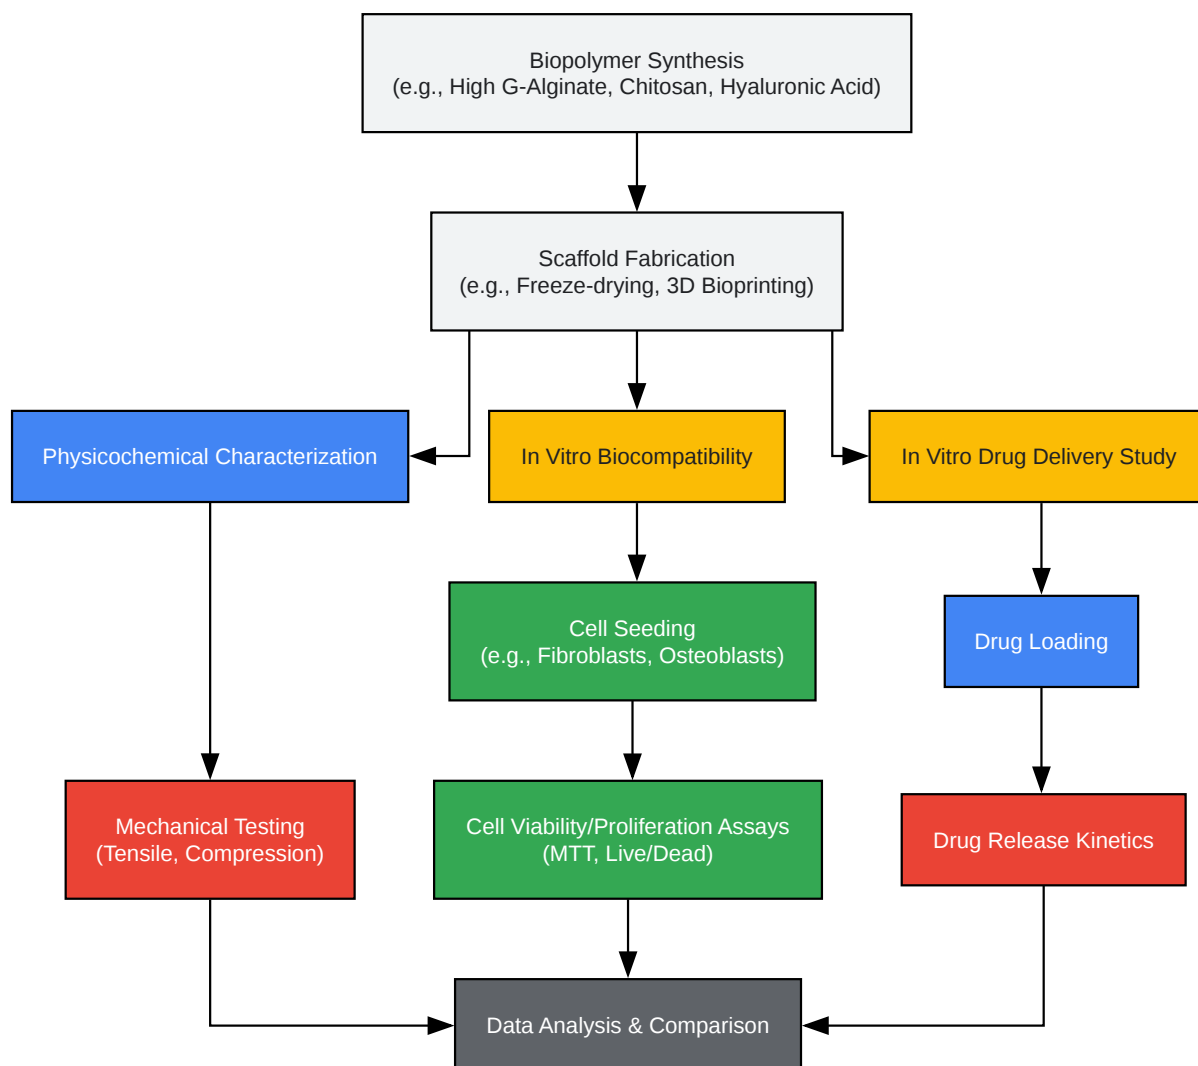 Biopolymer Synthesis
(e.g., High G-Alginate, Chitosan, Hyaluronic Acid)
Scaffold Fabrication
(e.g., Freeze-drying, 3D Bioprinting)
Physicochemical Characterization
In Vitro Biocompatibility
In Vitro Drug Delivery Study
Cell Seeding
(e.g., Fibroblasts, Osteoblasts)
Drug Loading
Mechanical Testing
(Tensile, Compression)
Cell Viability/Proliferation Assays
(MTT, Live/Dead)
Drug Release Kinetics
Data Analysis & Comparison